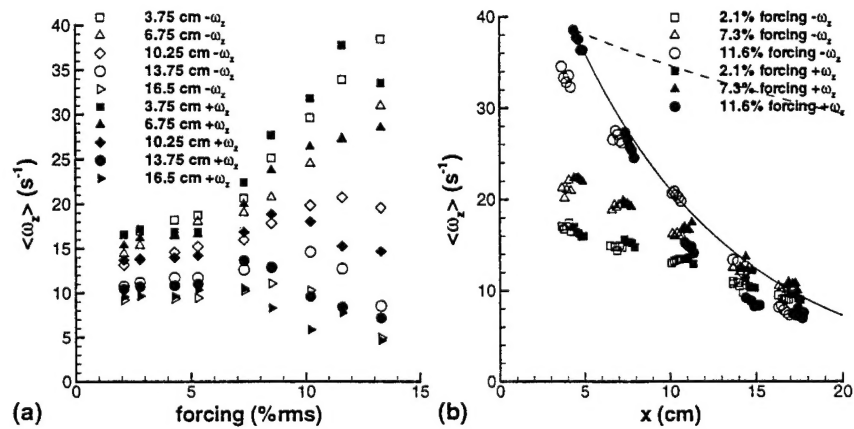 3.75 cm -ωz
6.75 cm -ωz
10.25 cm -ωz
13.75 cm -ωz
16.5 cm -ωz
3.75 cm +ωz
6.75 cm +ωz
10.25 cm +ωz
13.75 cm +ωz
16.5 cm +ωz
40
35
30
25
20
15
10
5
0
<ωz> (s-1)
0
5
10
15
forcing (%rms)
(a)
2.1% forcing -ωz
7.3% forcing -ωz
11.6% forcing -ωz
2.1% forcing +ωz
7.3% forcing +ωz
11.6% forcing +ωz
40
30
20
10
0
<ωz> (s-1)
0
5
10
15
20
x (cm)
(b)